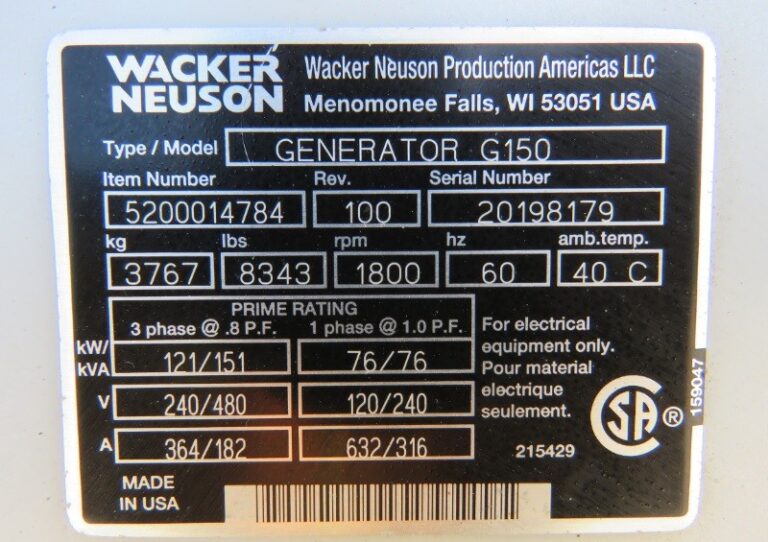 WACKER NEUSON
Wacker Neuson Production Americas LLC
Menomonee Falls, WI 53051 USA
Type / Model GENERATOR G150
Item Number Rev. Serial Number
5200014784 100 20198179
kg lbs rpm hz amb.temp.
3767 8343 1800 60 40 C
PRIME RATING
3 phase @ .8 P.F. 1 phase @ 1.0 P.F.
kW/kVA 121/151 76/76
V 240/480 120/240
A 364/182 632/316
For electrical
equipment only.
Pour material
electrique
seulement.
SA ®
215429
159047
MADE
IN USA